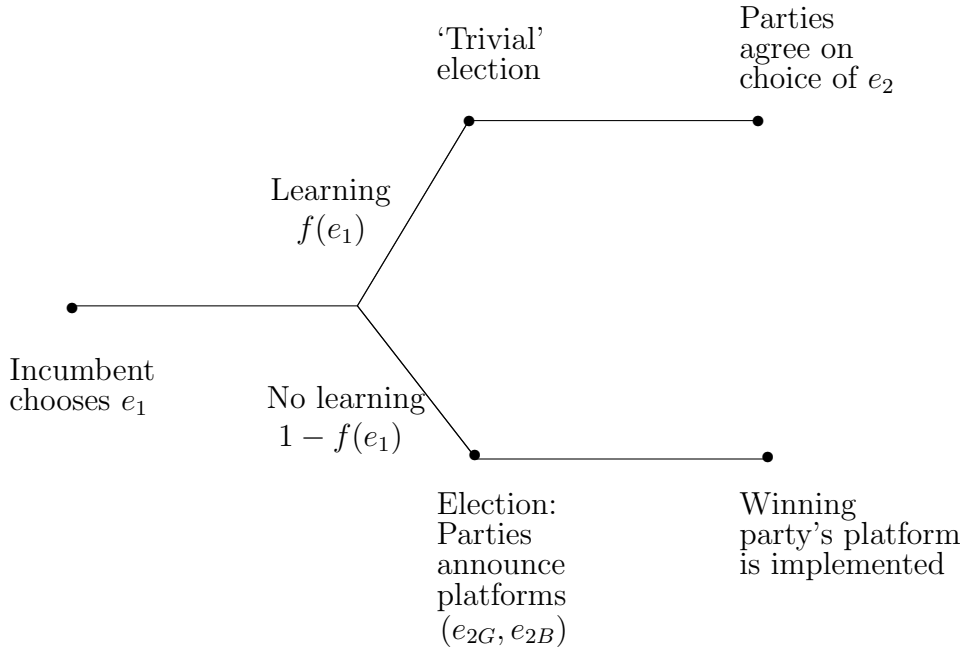 ‘Trivial’
election
Parties
agree on
choice of e₂
Learning
f(e₁)
Incumbent
chooses e₁
No learning
1 − f(e₁)
Election:
Parties
announce
platforms
(e₂G, e₂B)
Winning
party's platform
is implemented